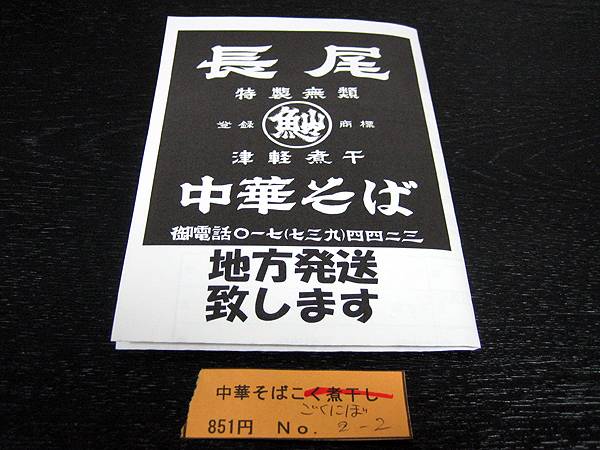 長尾
特製無類
登録 商標
津軽煮干
中華そば
御電話〇一七(七三九)四四二三
地方発送
致します
中華そばこく煮干し
ごくにぼ
851円 No. 2-2